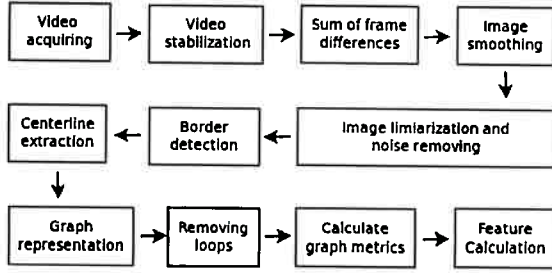 Video
acquiring
Video
stabilization
Sum of frame
differences
Image
smoothing
Image limiarization and
noise removing
Border
detection
Centerline
extraction
Graph
representation
Removing
loops
Calculate
graph metrics
Feature
Calculation